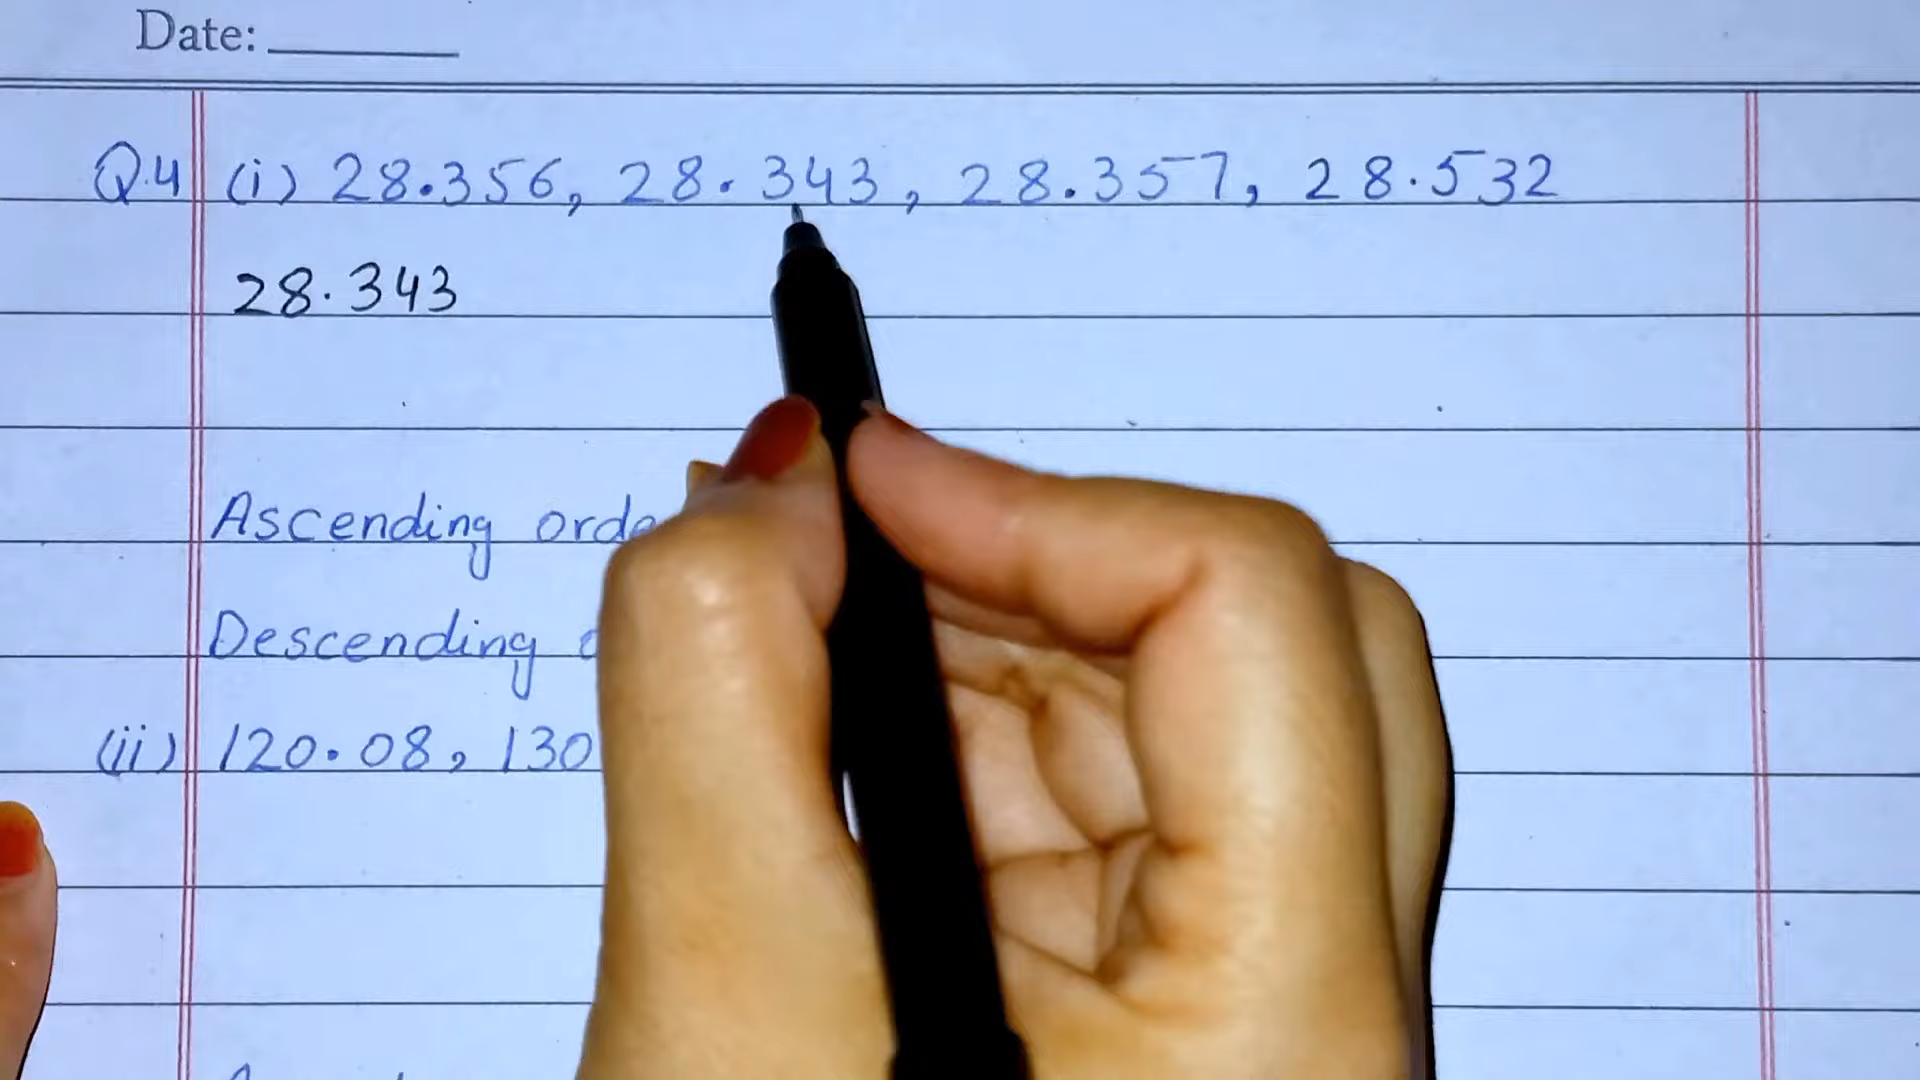 Date:
Q.4 (i) 28.356, 28.343, 28.357, 28.532
28.343
Ascending
Descending
(ii) 120.08, 130